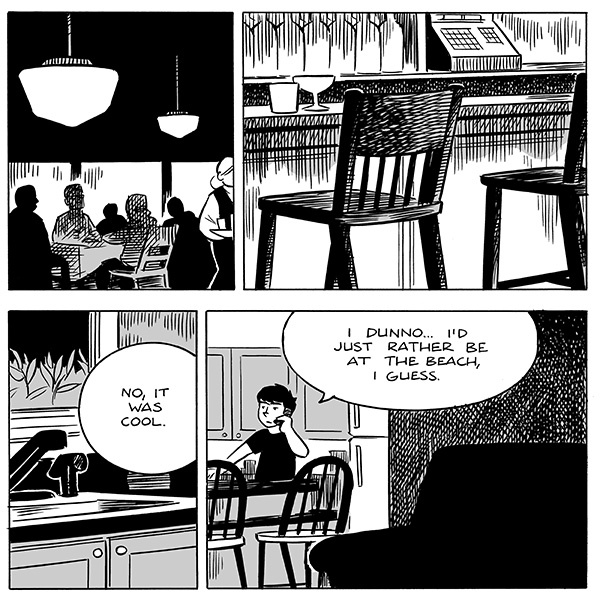 NO, IT
WAS
COOL.
I DUNNO... I'D
JUST RATHER BE
AT THE BEACH,
I GUESS.